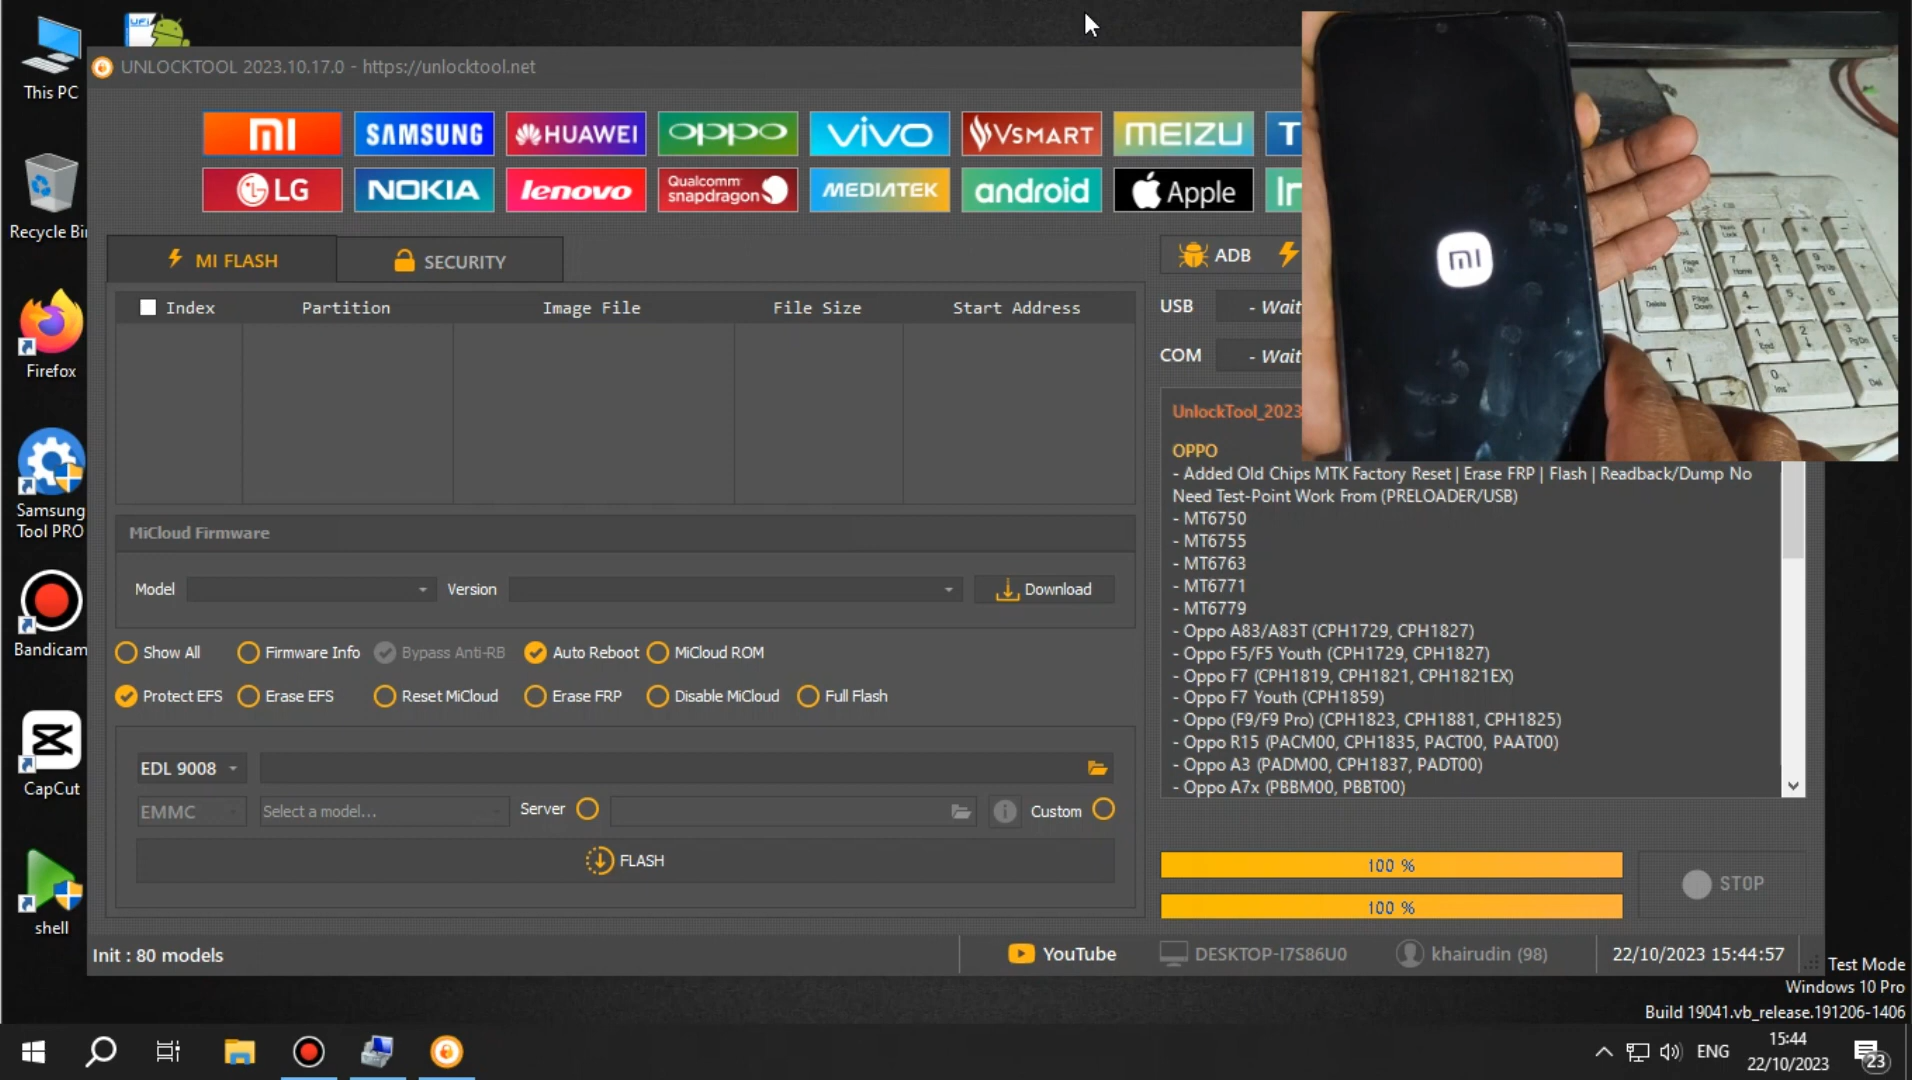 This PC
Recycle Bi
Firefox
Samsung
Tool PRO
Bandicam
CapCut
shell
UFi
UNLOCKTOOL 2023.10.17.0 - https://unlocktool.net
mi
SAMSUNG
HUAWEI
oppo
vivo
VSMART
MEIZU
T
LG
NOKIA
lenovo
Qualcomm
snapdragon
MEDIATEK
android
Apple
MI FLASH
SECURITY
Index
Partition
Image File
File Size
Start Address
MiCloud Firmware
Model
Version
Download
Show All
Firmware Info
Bypass Anti-RB
Auto Reboot
MiCloud ROM
Protect EFS
Erase EFS
Reset MiCloud
Erase FRP
Disable MiCloud
Full Flash
EDL 9008
EMMC
Select a model...
Server
Custom
FLASH
ADB
USB
- Wait
COM
- Wait
UnlockTool_2023
OPPO
- Added Old Chips MTK Factory Reset | Erase FRP | Flash | Readback/Dump No
Need Test-Point Work From (PRELOADER/USB)
- MT6750
- MT6755
- MT6763
- MT6771
- MT6779
- Oppo A83/A83T (CPH1729, CPH1827)
- Oppo F5/F5 Youth (CPH1729, CPH1827)
- Oppo F7 (CPH1819, CPH1821, CPH1821EX)
- Oppo F7 Youth (CPH1859)
- Oppo (F9/F9 Pro) (CPH1823, CPH1881, CPH1825)
- Oppo R15 (PACM00, CPH1835, PACT00, PAAT00)
- Oppo A3 (PADM00, CPH1837, PADT00)
- Oppo A7x (PBBM00, PBBT00)
100 %
100 %
STOP
Init : 80 models
YouTube
DESKTOP-I7S86U0
khairudin (98)
22/10/2023 15:44:57
Test Mode
Windows 10 Pro
Build 19041.vb_release.191206-1406
ENG
15:44
22/10/2023
23
mi